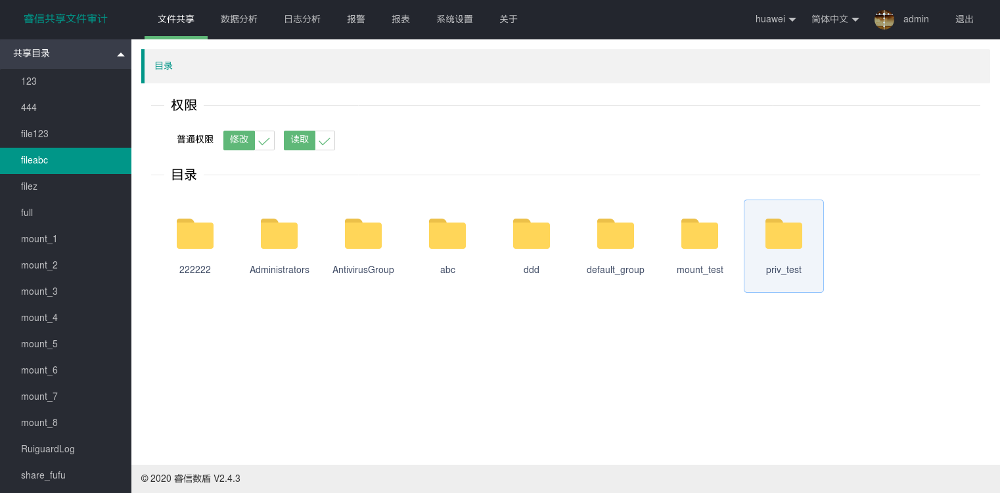 睿信共享文件审计
文件共享 数据分析 日志分析 报警 报表 系统设置 关于
huawei 简体中文 admin 退出
共享目录
123
444
file123
fileabc
filez
full
mount_1
mount_2
mount_3
mount_4
mount_5
mount_6
mount_7
mount_8
RuiguardLog
share_fufu
目录
权限
普通权限 修改 读取
目录
222222 Administrators AntivirusGroup abc ddd default_group mount_test priv_test
© 2020 睿信数盾 V2.4.3